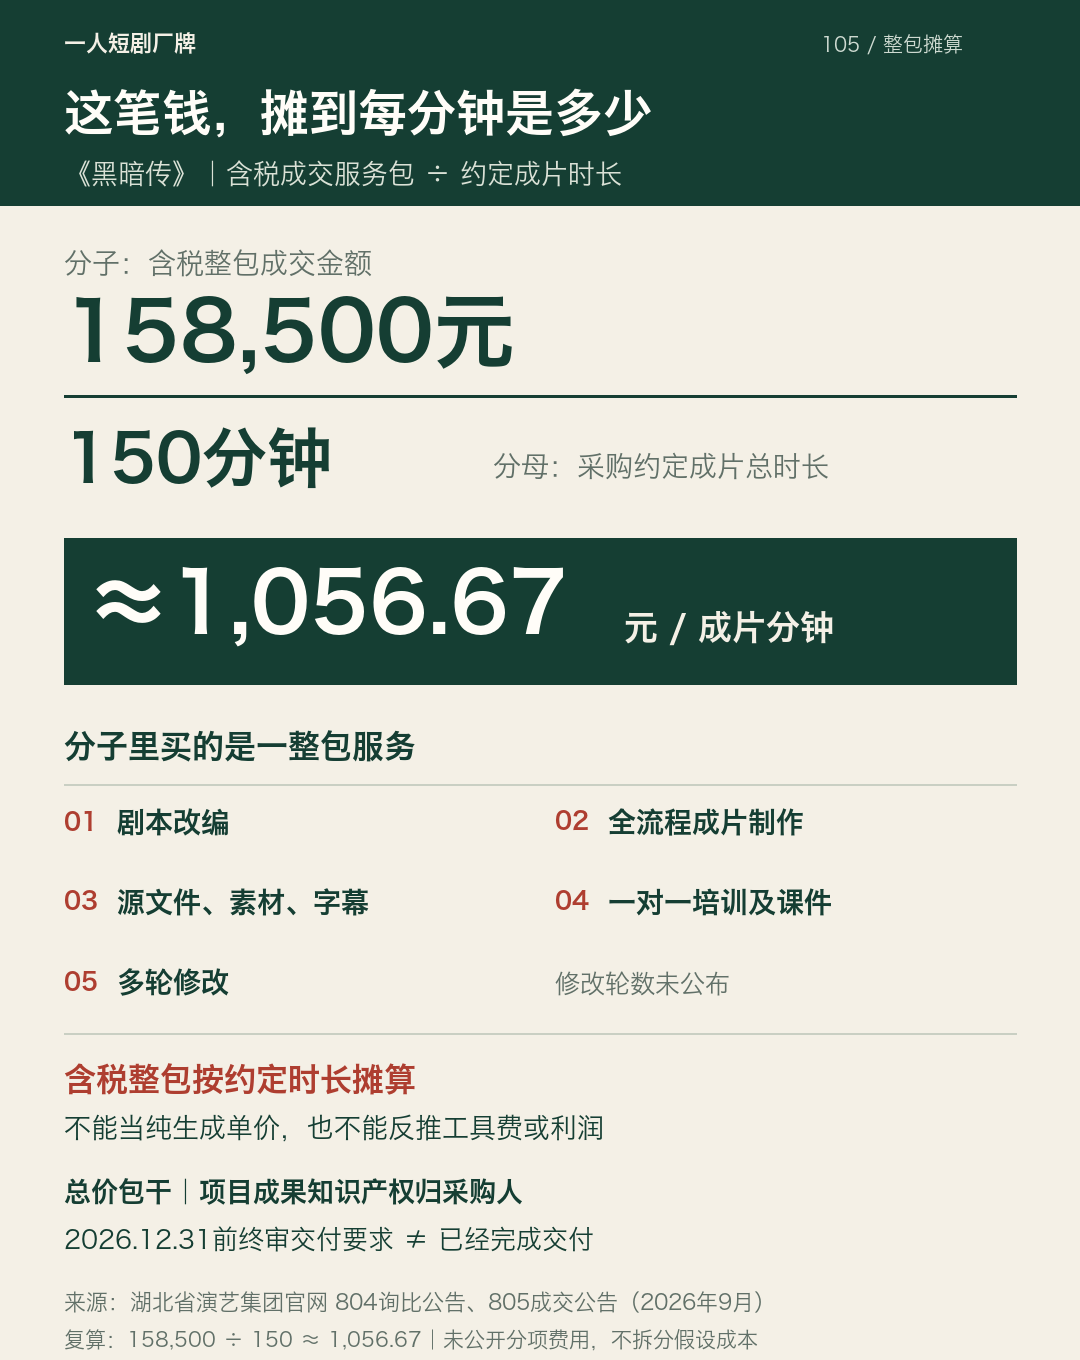 一人短剧厂牌
105 / 整包摊算
这笔钱，摊到每分钟是多少
《黑暗传》｜含税成交服务包 ÷ 约定成片时长
分子：含税整包成交金额
158,500元
150分钟
分母：采购约定成片总时长
≈1,056.67 元 / 成片分钟
分子里买的是一整包服务
01 剧本改编
02 全流程成片制作
03 源文件、素材、字幕
04 一对一培训及课件
05 多轮修改
修改轮数未公布
含税整包按约定时长摊算
不能当纯生成单价，也不能反推工具费或利润
总价包干｜项目成果知识产权归采购人
2026.12.31前终审交付要求 ≠ 已经完成交付
来源：湖北省演艺集团官网 804询比公告、805成交公告（2026年9月）
复算：158,500 ÷ 150 ≈ 1,056.67｜未公开分项费用，不拆分假设成本